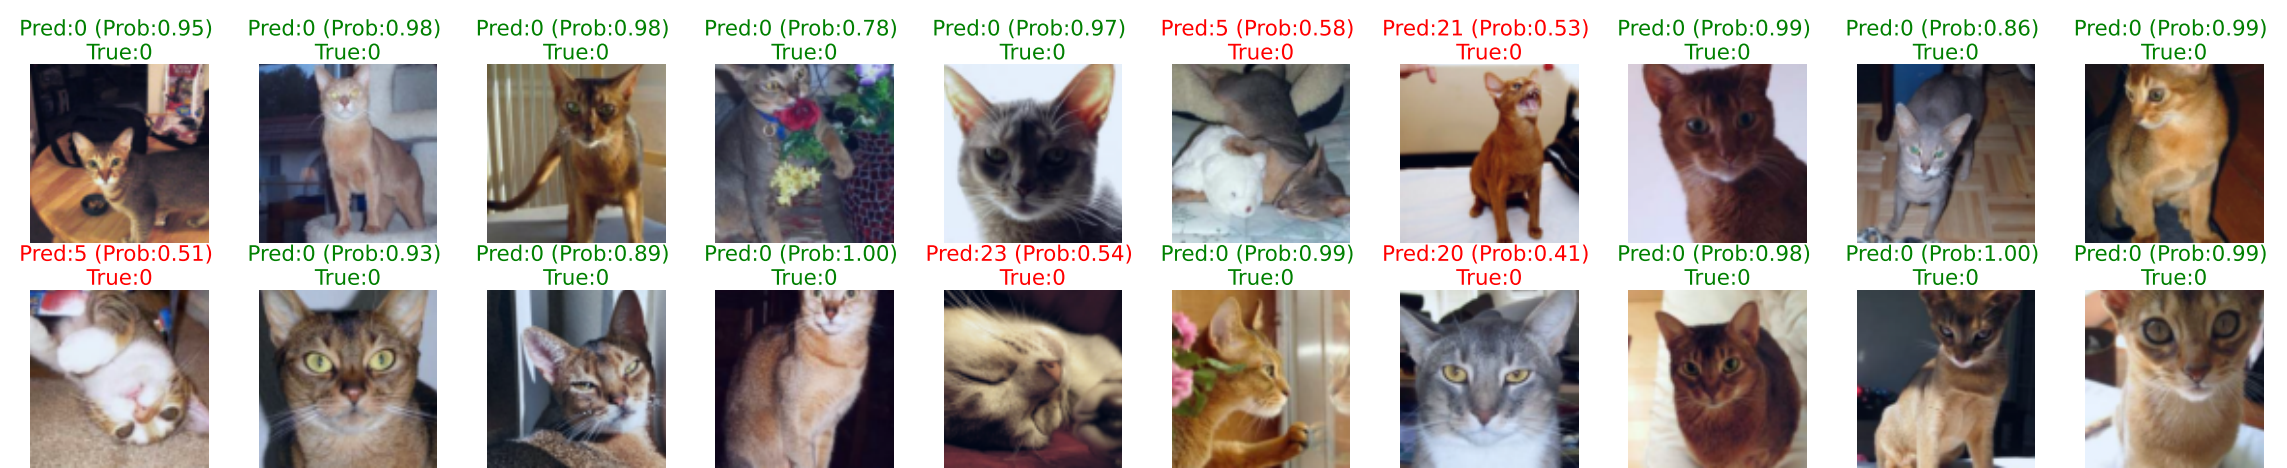 Pred:0 (Prob:0.95)
True:0
Pred:0 (Prob:0.98)
True:0
Pred:0 (Prob:0.98)
True:0
Pred:0 (Prob:0.78)
True:0
Pred:0 (Prob:0.97)
True:0
Pred:5 (Prob:0.58)
True:0
Pred:21 (Prob:0.53)
True:0
Pred:0 (Prob:0.99)
True:0
Pred:0 (Prob:0.86)
True:0
Pred:0 (Prob:0.99)
True:0
Pred:5 (Prob:0.51)
True:0
Pred:0 (Prob:0.93)
True:0
Pred:0 (Prob:0.89)
True:0
Pred:0 (Prob:1.00)
True:0
Pred:23 (Prob:0.54)
True:0
Pred:0 (Prob:0.99)
True:0
Pred:20 (Prob:0.41)
True:0
Pred:0 (Prob:0.98)
True:0
Pred:0 (Prob:1.00)
True:0
Pred:0 (Prob:0.99)
True:0